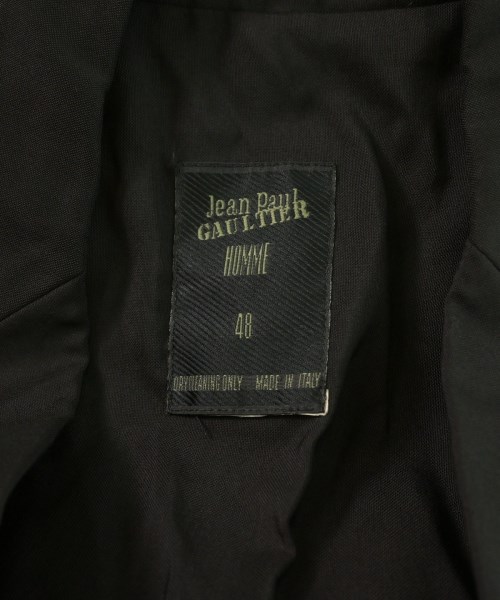 Jean Paul
GAULTIER
HOMME
48
DRYCLEANING ONLY MADE IN ITALY